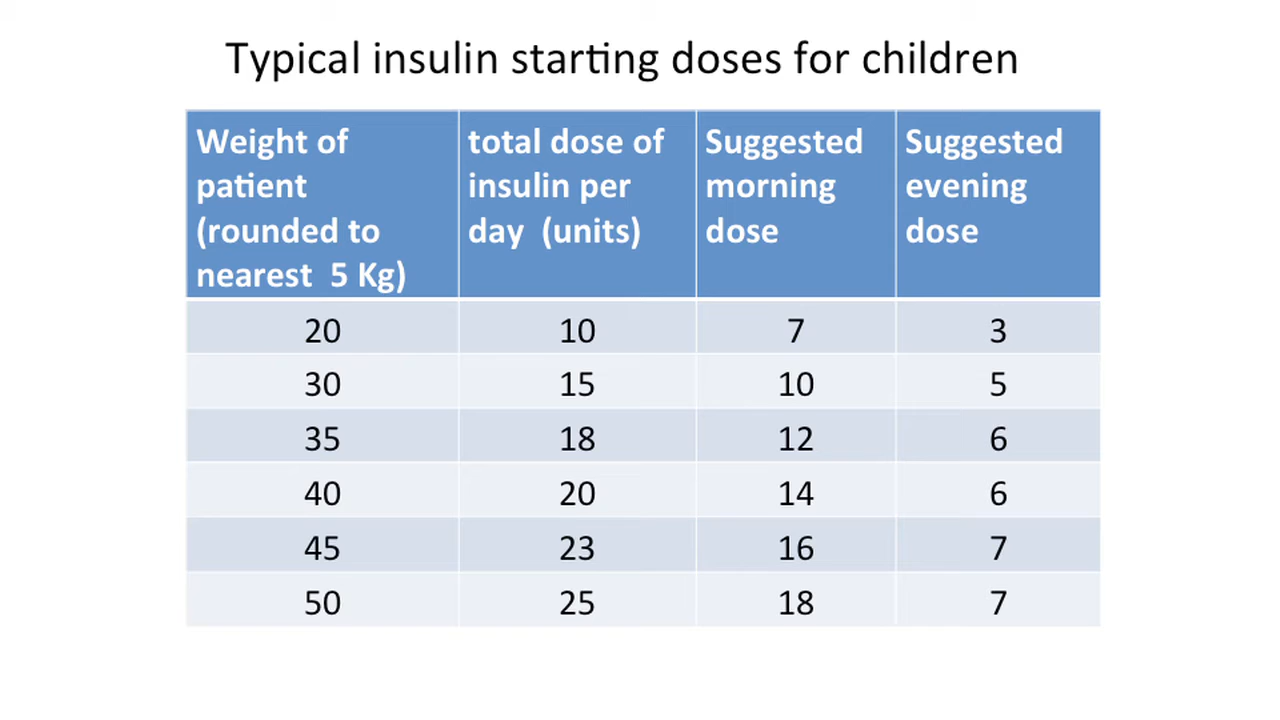 Typical insulin starting doses for children
Weight of patient (rounded to nearest 5 Kg) total dose of insulin per day (units) Suggested morning dose Suggested evening dose
20 10 7 3
30 15 10 5
35 18 12 6
40 20 14 6
45 23 16 7
50 25 18 7